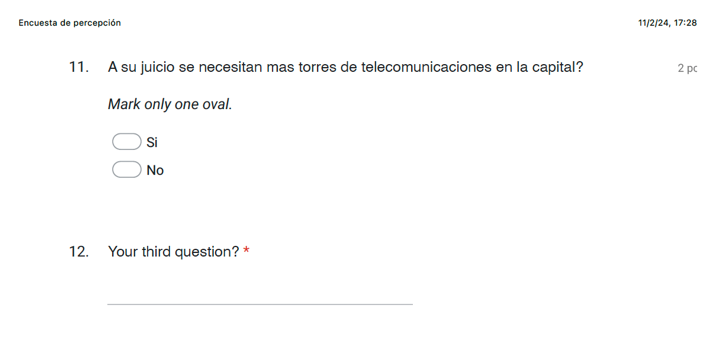 Encuesta de percepción 11/2/24, 17:28
11. A su juicio se necesitan mas torres de telecomunicaciones en la capital? 2 
Mark only one oval.
Si
No
12. Your third question? *